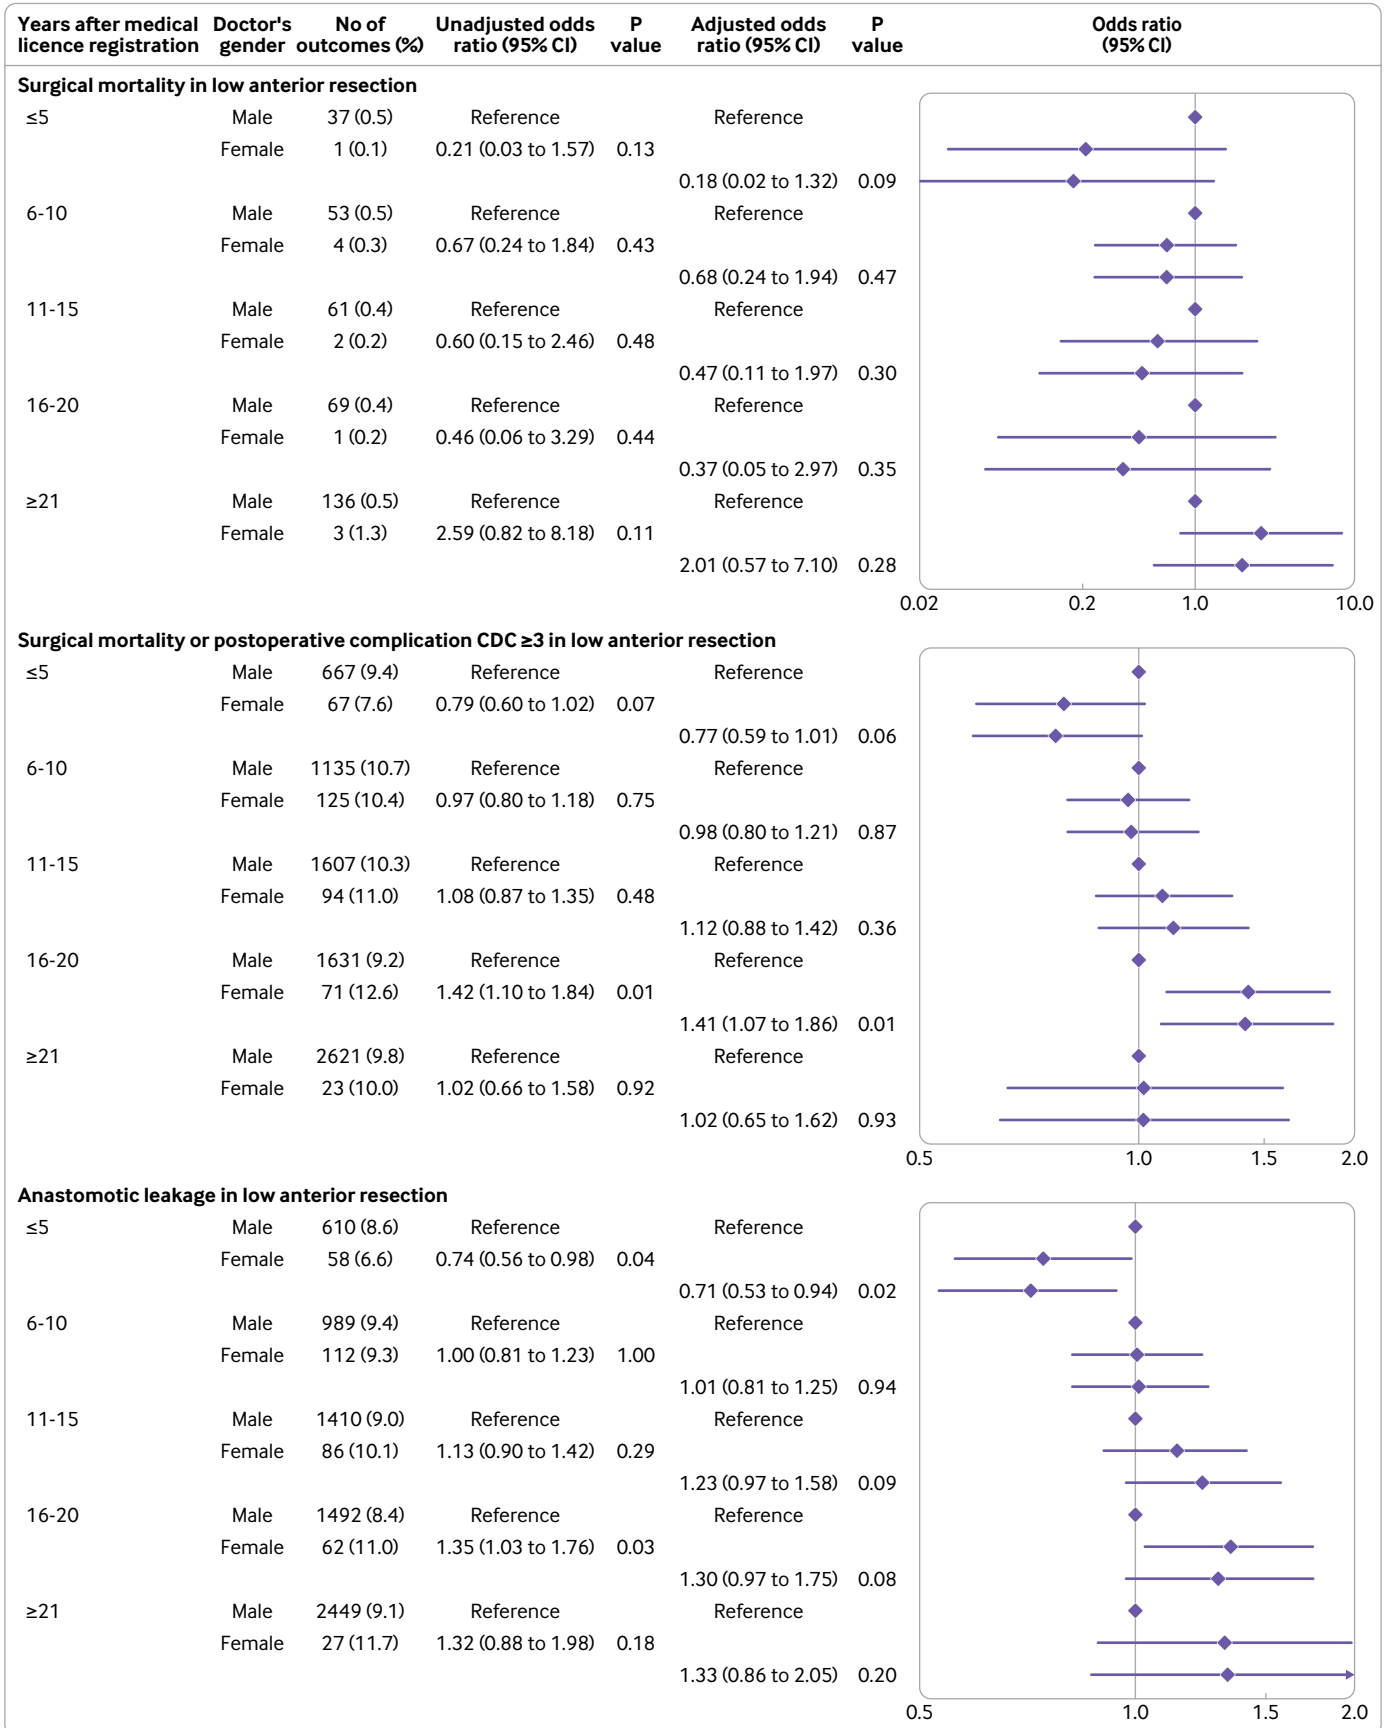 Years after medical licence registration Doctor's gender No of outcomes (%) Unadjusted odds ratio (95% CI) P value Adjusted odds ratio (95% CI) P value Odds ratio (95% CI)
Surgical mortality in low anterior resection
≤5 Male 37 (0.5) Reference Reference
Female 1 (0.1) 0.21 (0.03 to 1.57) 0.13
0.18 (0.02 to 1.32) 0.09
6-10 Male 53 (0.5) Reference Reference
Female 4 (0.3) 0.67 (0.24 to 1.84) 0.43
0.68 (0.24 to 1.94) 0.47
11-15 Male 61 (0.4) Reference Reference
Female 2 (0.2) 0.60 (0.15 to 2.46) 0.48
0.47 (0.11 to 1.97) 0.30
16-20 Male 69 (0.4) Reference Reference
Female 1 (0.2) 0.46 (0.06 to 3.29) 0.44
0.37 (0.05 to 2.97) 0.35
≥21 Male 136 (0.5) Reference Reference
Female 3 (1.3) 2.59 (0.82 to 8.18) 0.11
2.01 (0.57 to 7.10) 0.28
0.02 0.2 1.0 10.0
Surgical mortality or postoperative complication CDC ≥3 in low anterior resection
≤5 Male 667 (9.4) Reference Reference
Female 67 (7.6) 0.79 (0.60 to 1.02) 0.07
0.77 (0.59 to 1.01) 0.06
6-10 Male 1135 (10.7) Reference Reference
Female 125 (10.4) 0.97 (0.80 to 1.18) 0.75
0.98 (0.80 to 1.21) 0.87
11-15 Male 1607 (10.3) Reference Reference
Female 94 (11.0) 1.08 (0.87 to 1.35) 0.48
1.12 (0.88 to 1.42) 0.36
16-20 Male 1631 (9.2) Reference Reference
Female 71 (12.6) 1.42 (1.10 to 1.84) 0.01
1.41 (1.07 to 1.86) 0.01
≥21 Male 2621 (9.8) Reference Reference
Female 23 (10.0) 1.02 (0.66 to 1.58) 0.92
1.02 (0.65 to 1.62) 0.93
0.5 1.0 1.5 2.0
Anastomotic leakage in low anterior resection
≤5 Male 610 (8.6) Reference Reference
Female 58 (6.6) 0.74 (0.56 to 0.98) 0.04
0.71 (0.53 to 0.94) 0.02
6-10 Male 989 (9.4) Reference Reference
Female 112 (9.3) 1.00 (0.81 to 1.23) 1.00
1.01 (0.81 to 1.25) 0.94
11-15 Male 1410 (9.0) Reference Reference
Female 86 (10.1) 1.13 (0.90 to 1.42) 0.29
1.23 (0.97 to 1.58) 0.09
16-20 Male 1492 (8.4) Reference Reference
Female 62 (11.0) 1.35 (1.03 to 1.76) 0.03
1.30 (0.97 to 1.75) 0.08
≥21 Male 2449 (9.1) Reference Reference
Female 27 (11.7) 1.32 (0.88 to 1.98) 0.18
1.33 (0.86 to 2.05) 0.20
0.5 1.0 1.5 2.0